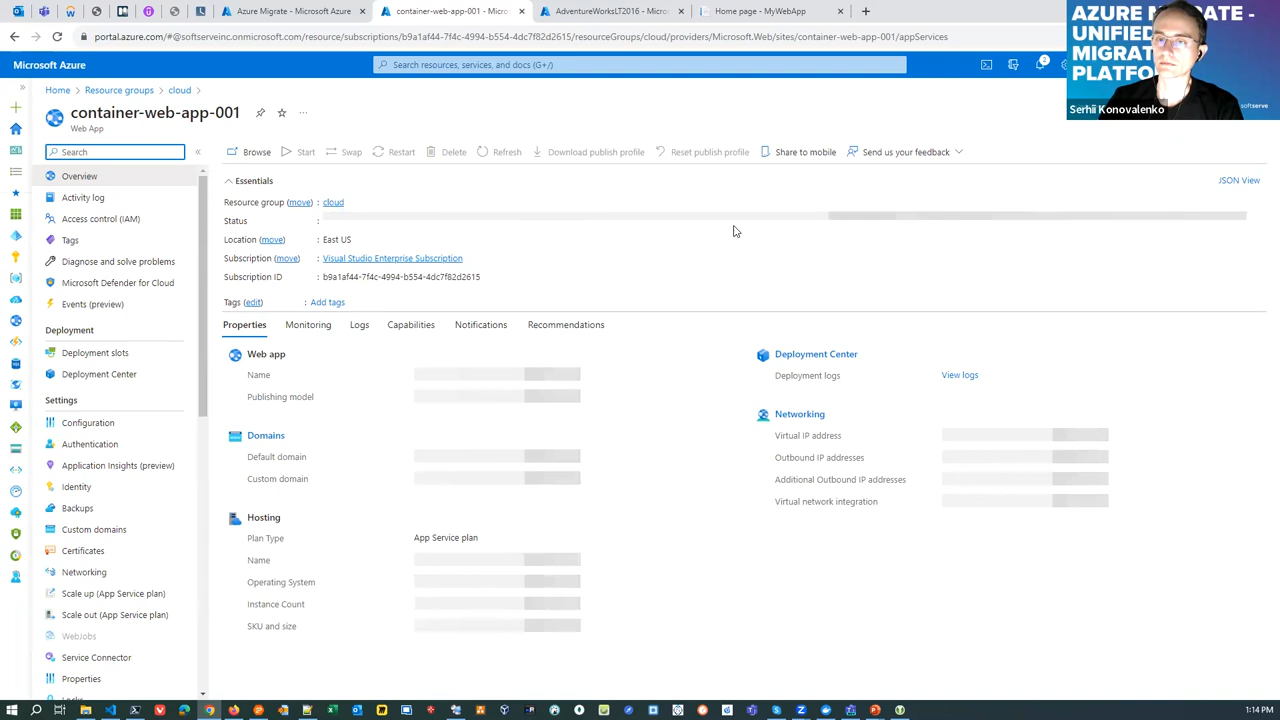 Azure Migrate - Microsoft Azure
container-web-app-001 - Micros
AdventureWorksLT2016 - Micros
Home page - MyWebApp
portal.azure.com/#@softserveinc.onmicrosoft.com/resource/subscriptions/b9a1af44-7f4c-4994-b554-4dc7f82d2615/resourceGroups/cloud/providers/Microsoft.Web/sites/container-web-app-001/appServices
Microsoft Azure
Search resources, services, and docs (G+/)
2
AZURE MIGRATE -
UNIFIED
MIGRA
PLATFO
Serhii Konovalenko
softserve
Home
Resource groups
cloud
container-web-app-001
Web App
Search
Browse
Start
Swap
Restart
Delete
Refresh
Download publish profile
Reset publish profile
Share to mobile
Send us your feedback
Essentials
JSON View
Resource group (move) : cloud
Status :
Location (move) : East US
Subscription (move) : Visual Studio Enterprise Subscription
Subscription ID : b9a1af44-7f4c-4994-b554-4dc7f82d2615
Tags (edit) : Add tags
Overview
Activity log
Access control (IAM)
Tags
Diagnose and solve problems
Microsoft Defender for Cloud
Events (preview)
Deployment
Deployment slots
Deployment Center
Settings
Configuration
Authentication
Application Insights (preview)
Identity
Backups
Custom domains
Certificates
Networking
Scale up (App Service plan)
Scale out (App Service plan)
WebJobs
Service Connector
Properties
Locks
Properties
Monitoring
Logs
Capabilities
Notifications
Recommendations
Web app
Name
Publishing model
Domains
Default domain
Custom domain
Hosting
Plan Type App Service plan
Name
Operating System
Instance Count
SKU and size
Deployment Center
Deployment logs View logs
Networking
Virtual IP address
Outbound IP addresses
Additional Outbound IP addresses
Virtual network integration
1:14 PM